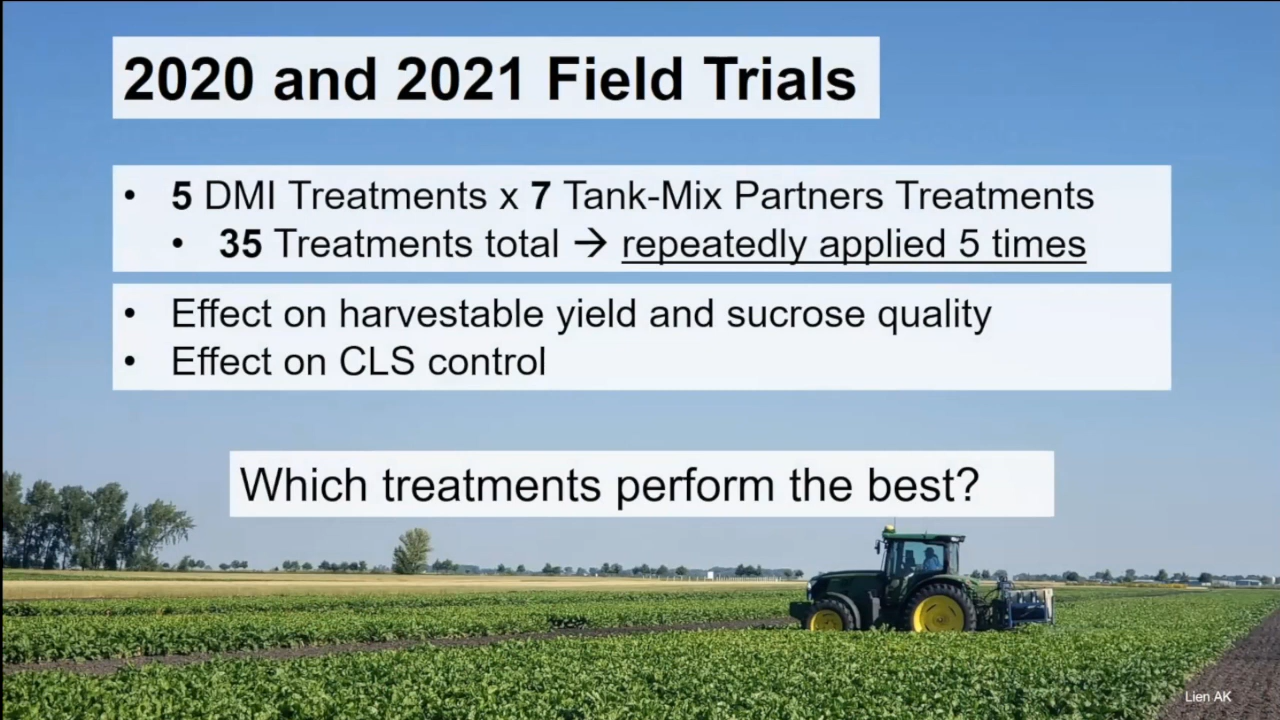 2020 and 2021 Field Trials
• 5 DMI Treatments x 7 Tank-Mix Partners Treatments
• 35 Treatments total → repeatedly applied 5 times
• Effect on harvestable yield and sucrose quality
• Effect on CLS control
Which treatments perform the best?
Lien AK